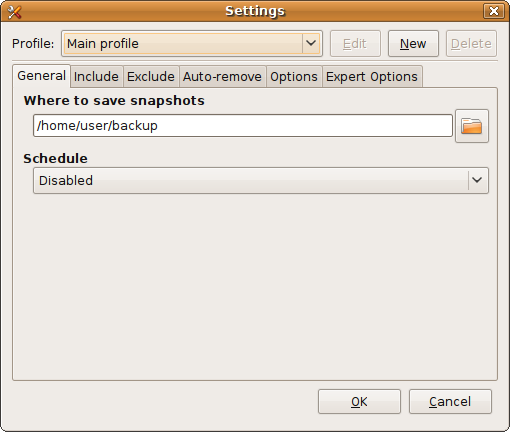 Settings
Profile: Main profile Edit New Delete
General Include Exclude Auto-remove Options Expert Options
Where to save snapshots
/home/user/backup
Schedule
Disabled
OK Cancel